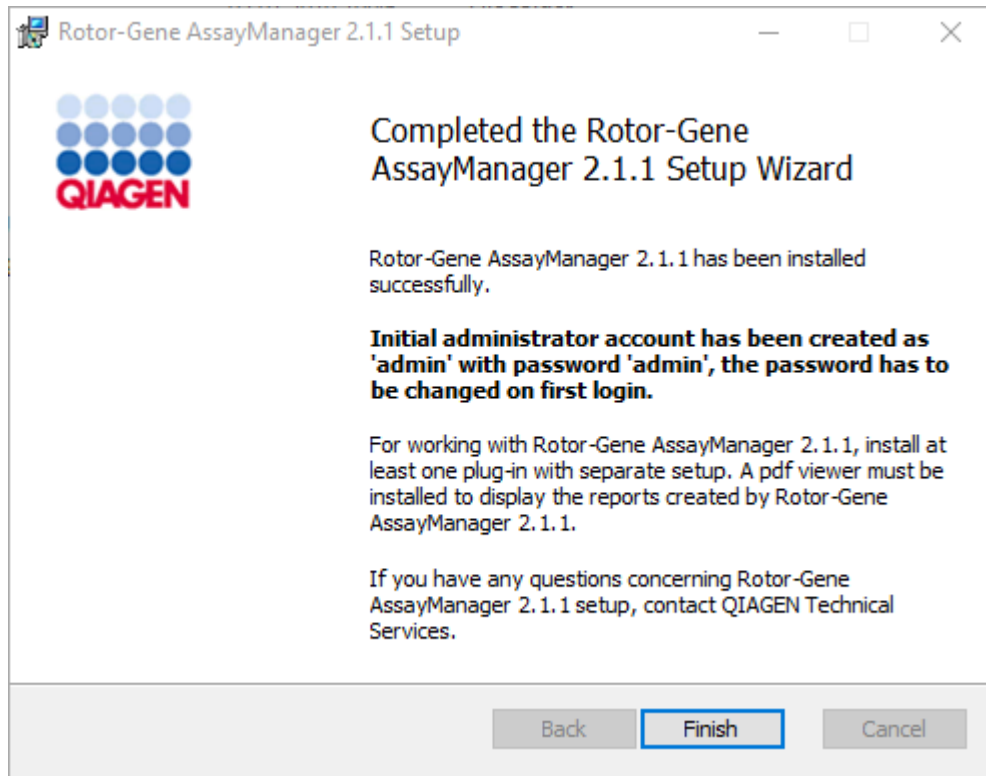 Rotor-Gene AssayManager 2.1.1 Setup
QIAGEN
Completed the Rotor-Gene
AssayManager 2.1.1 Setup Wizard
Rotor-Gene AssayManager 2.1.1 has been installed
successfully.
Initial administrator account has been created as
'admin' with password 'admin', the password has to
be changed on first login.
For working with Rotor-Gene AssayManager 2.1.1, install at
least one plug-in with separate setup. A pdf viewer must be
installed to display the reports created by Rotor-Gene
AssayManager 2.1.1.
If you have any questions concerning Rotor-Gene
AssayManager 2.1.1 setup, contact QIAGEN Technical
Services.
Back
Finish
Cancel